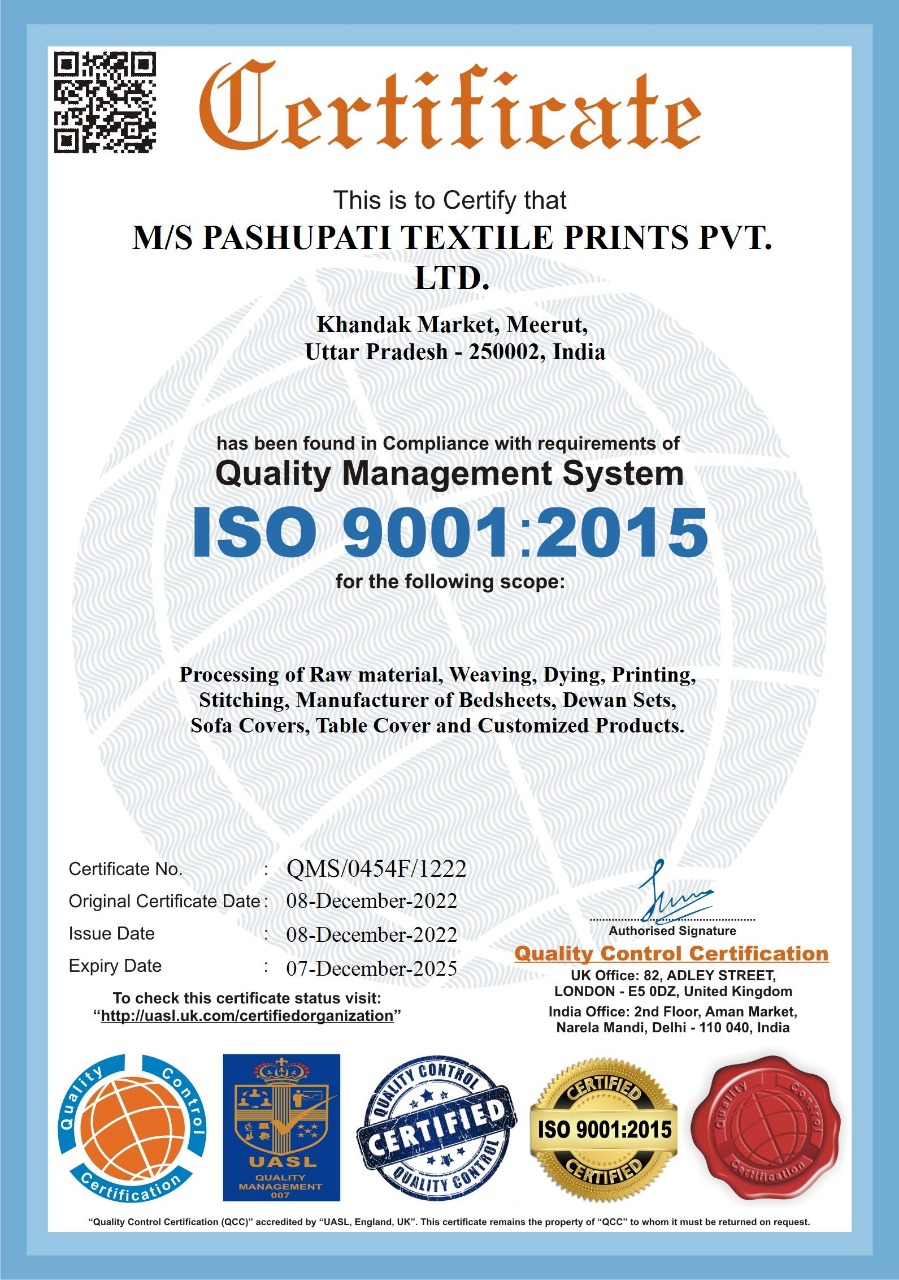 Certificate
This is to Certify that
M/S PASHUPATI TEXTILE PRINTS PVT.
LTD.
Khandak Market, Meerut,
Uttar Pradesh - 250002, India
has been found in Compliance with requirements of
Quality Management System
ISO 9001:2015
for the following scope:
Processing of Raw material, Weaving, Dying, Printing,
Stitching, Manufacturer of Bedsheets, Dewan Sets,
Sofa Covers, Table Cover and Customized Products.
Certificate No. : QMS/0454F/1222
Original Certificate Date : 08-December-2022
Issue Date : 08-December-2022
Expiry Date : 07-December-2025
To check this certificate status visit:
“http://uasl.uk.com/certifiedorganization”
Authorised Signature
Quality Control Certification
UK Office: 82, ADLEY STREET,
LONDON - E5 0DZ, United Kingdom
India Office: 2nd Floor, Aman Market,
Narela Mandi, Delhi - 110 040, India
Quality Control
Certification
UASL
QUALITY
MANAGEMENT
007
QUALITY CONTROL
CERTIFIED
QUALITY CONTROL
CERTIFIED
ISO 9001:2015
CERTIFIED
Quality Control
Certification
“Quality Control Certification (QCC)” accredited by “UASL, England, UK”. This certificate remains the property of “QCC” to whom it must be returned on request.